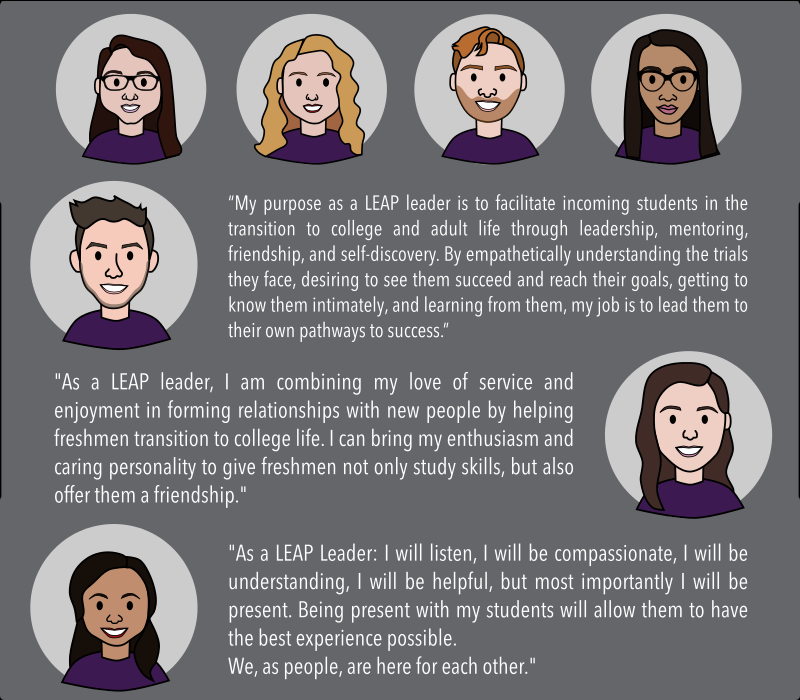 “My purpose as a LEAP leader is to facilitate incoming students in the
transition to college and adult life through leadership, mentoring,
friendship, and self-discovery. By empathetically understanding the trials
they face, desiring to see them succeed and reach their goals, getting to
know them intimately, and learning from them, my job is to lead them to
their own pathways to success.”
"As a LEAP leader, I am combining my love of service and
enjoyment in forming relationships with new people by helping
freshmen transition to college life. I can bring my enthusiasm and
caring personality to give freshmen not only study skills, but also
offer them a friendship."
"As a LEAP Leader: I will listen, I will be compassionate, I will be
understanding, I will be helpful, but most importantly I will be
present. Being present with my students will allow them to have
the best experience possible.
We, as people, are here for each other."